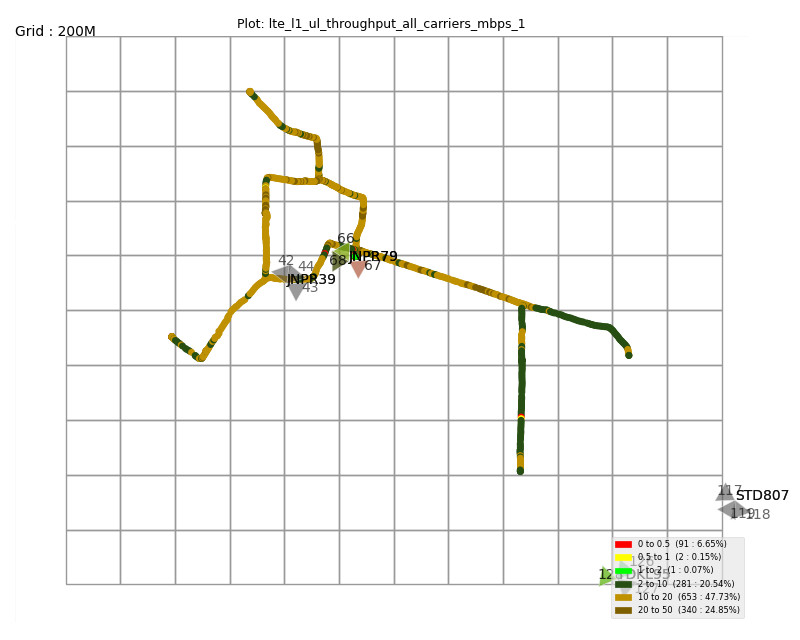 Plot: lte_l1_ul_throughput_all_carriers_mbps_1
Grid : 200M
66
JNPR79
68
67
42
44
JNPR39
43
117
STD807
119
118
0 to 0.5 (91 : 6.65%)
0.5 to 1 (2 : 0.15%)
1 to 2 (1 : 0.07%)
2 to 10 (281 : 20.54%)
10 to 20 (653 : 47.73%)
20 to 50 (340 : 24.85%)
126
127